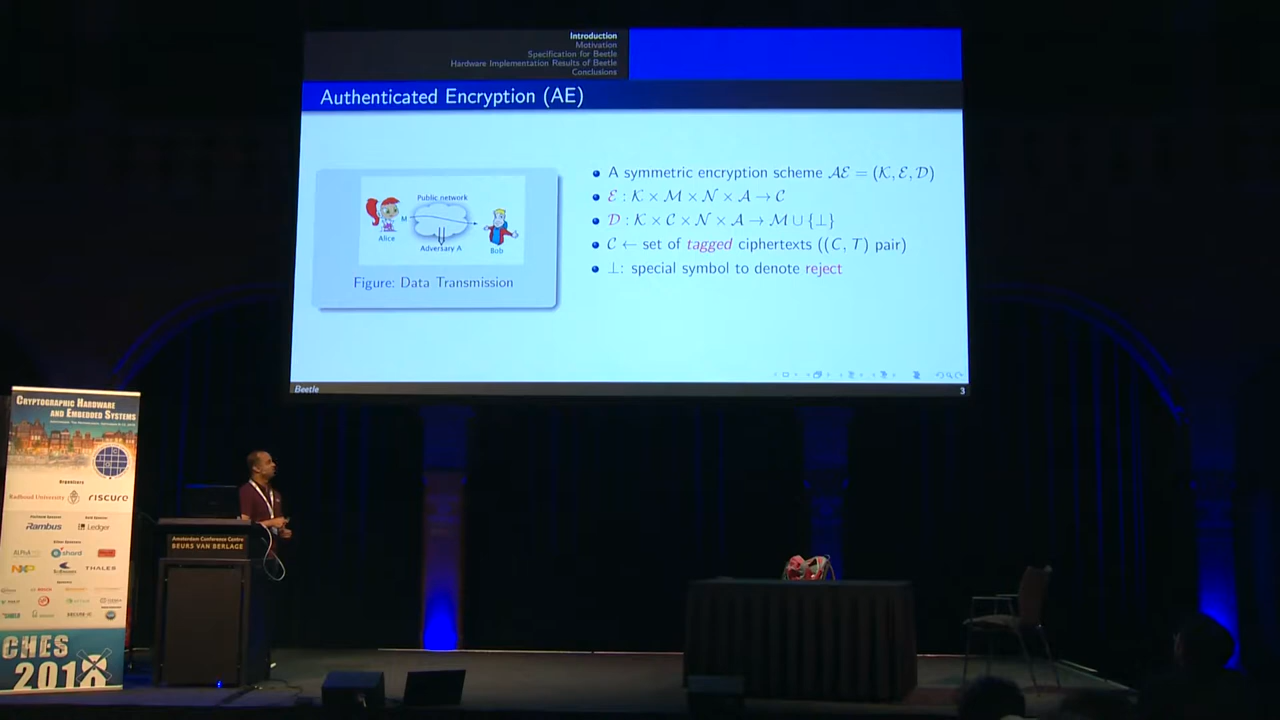 Introduction
Motivation
Specification for Beetle
Hardware Implementation Results of Beetle
Conclusions
Authenticated Encryption (AE)
Public network
M
Alice
Adversary A
Bob
Figure: Data Transmission
A symmetric encryption scheme 𝒜ℰ = (𝒦, ℰ, 𝒟)
ℰ : 𝒦 × ℳ × 𝒩 × 𝒜 → 𝒞
𝒟 : 𝒦 × 𝒞 × 𝒩 × 𝒜 → ℳ ∪ {⊥}
𝒞 ← set of tagged ciphertexts ((C, T) pair)
⊥: special symbol to denote reject
Beetle
3
CRYPTOGRAPHIC HARDWARE
AND EMBEDDED SYSTEMS
Organizers
Radboud University riscure
Rambus Ledger
eshard
NXP THALES
CHES
2018
Amsterdam Conference Centre
BEURS VAN BERLAGE